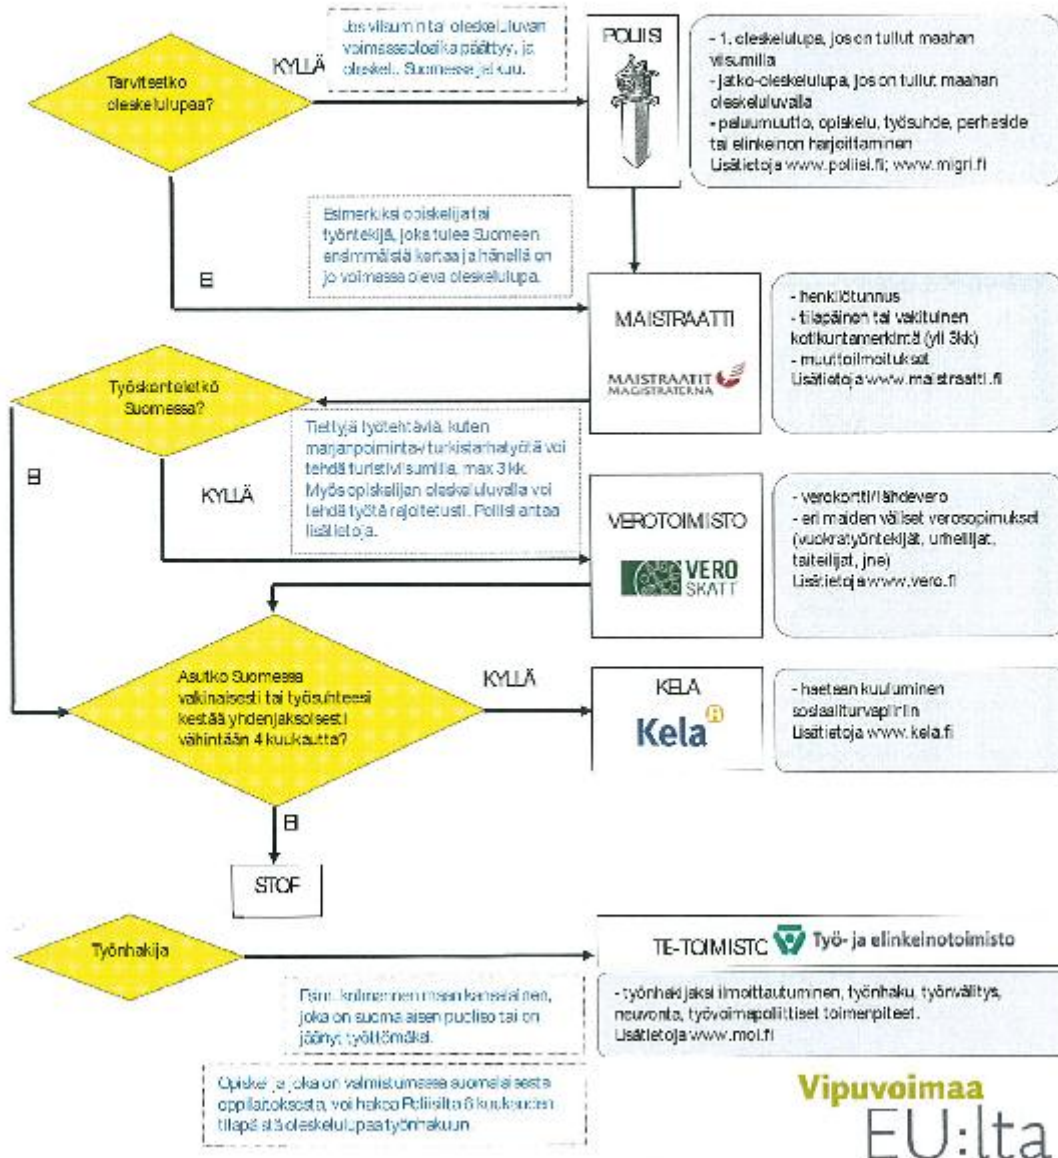 Jos viisumin tai oleskeluluvan
voimassaoloaika päättyy, ja
oleskelu Suomessa jatkuu.
KYLLÄ
Tarvitsetko
oleskelulupaa?
POLIISI
- 1. oleskelulupa, jos on tullut maahan
viisumilla
- jatko-oleskelulupa, jos on tullut maahan
oleskeluluvalla
- paluumuutto, opiskelu, työsuhde, perheside
tai elinkeinon harjoittaminen
Lisätietoja www.poliisi.fi; www.migri.fi
Esimerkiksi opiskelija tai
työntekijä, joka tulee Suomeen
ensimmäistä kertaa ja hänellä on
jo voimassa oleva oleskelulupa.
EI
MAISTRAATTI
MAISTRAATIT
MAGISTRATERNA
- henkilötunnus
- tilapäinen tai vakituinen
kotikuntamerkintä (yli 3kk)
- muuttoilmoitukset
Lisätietoja www.maistraatti.fi
Työskenteletkö
Suomessa?
EI
KYLLÄ
Tiettyjä työtehtäviä, kuten
marjanpoiminta-/turkistarhatyötä voi
tehdä turistiviisumilla, max 3 kk.
Myös opiskelijan oleskeluluvalla voi
tehdä työtä rajoitetusti. Poliisi antaa
lisätietoja.
VEROTOIMISTO
VERO
SKATT
- verokortti/lähdevero
- eri maiden väliset verosopimukset
(vuokratyöntekijät, urheilijat,
taiteilijat, jne)
Lisätietoja www.vero.fi
Asutko Suomessa
vakinaisesti tai työsuhteesi
kestää yhdenjaksoisesti
vähintään 4 kuukautta?
KYLLÄ
KELA
Kela
- haetaan kuuluminen
sosiaaliturvapiiriin
Lisätietoja www.kela.fi
EI
STOP
Työnhakija
TE-TOIMISTO Työ- ja elinkeinotoimisto
Esim. kolmannen maan kansalainen,
joka on suomalaisen puoliso tai on
jäänyt työttömäksi.
- työnhakijaksi ilmoittautuminen, työnhaku, työnvälitys,
neuvonta, työvoimapoliittiset toimenpiteet.
Lisätietoja www.mol.fi
Opiskelija joka on valmistumassa suomalaisesta
oppilaitoksesta, voi hakea Poliisilta 6 kuukauden
tilapäistä oleskelulupaa työnhakuun
Vipuvoimaa
EU:lta